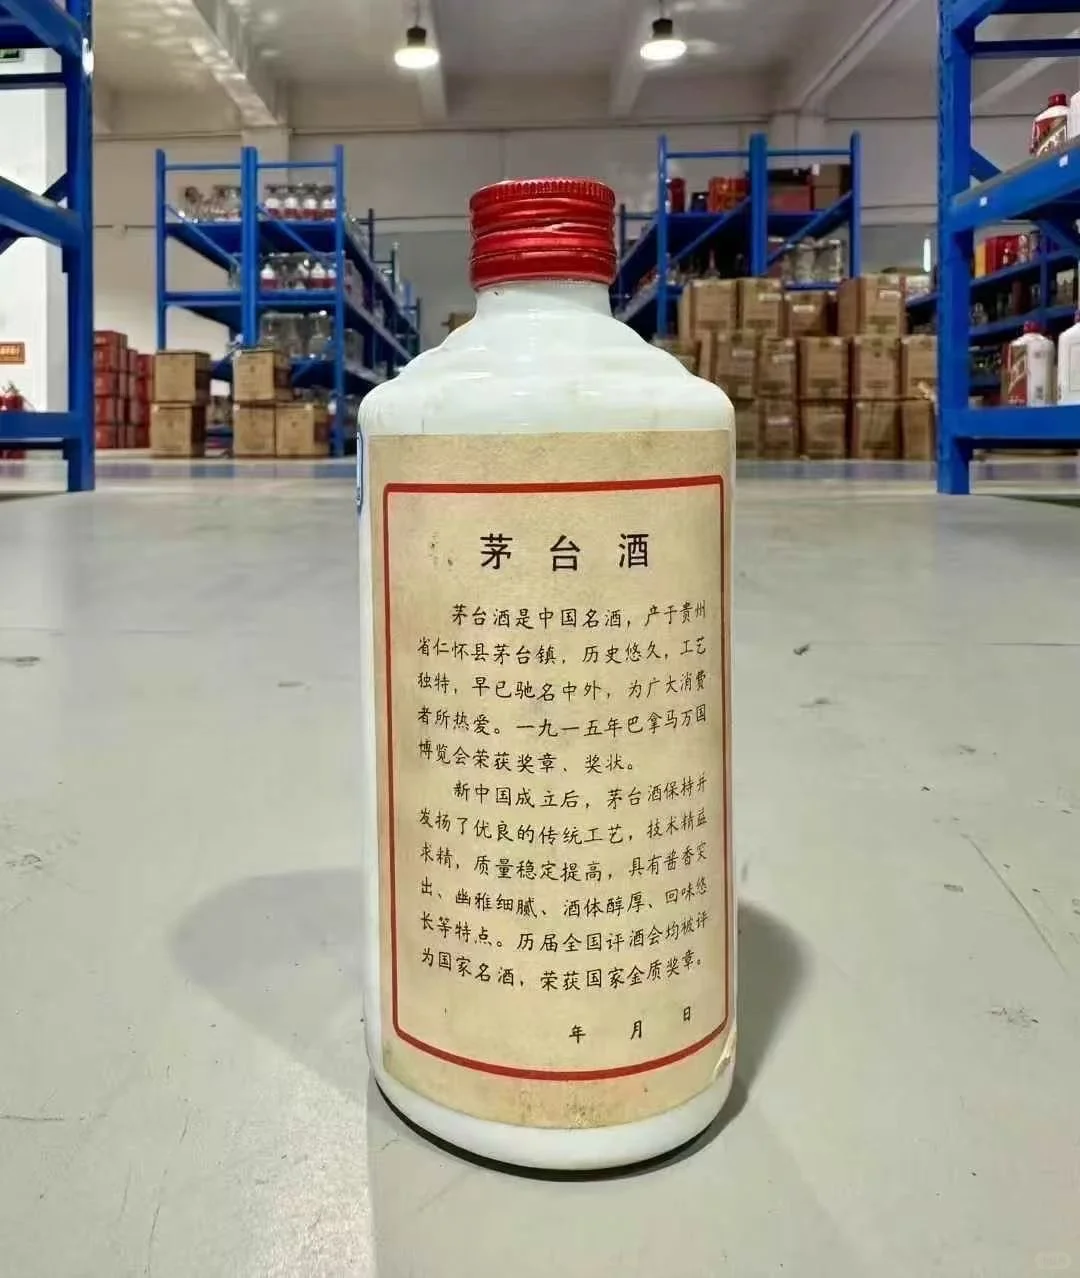 茅台酒
茅台酒是中国名酒，产于贵州
省仁怀县茅台镇，历史悠久，工艺
独特，早已驰名中外，为广大消费
者所热爱。一九一五年巴拿马万国
博览会荣获奖章、奖状。
新中国成立后，茅台酒保持并
发扬了优良的传统工艺，技术精益
求精，质量稳定提高，具有酱香突
出、幽雅细腻、酒体醇厚、回味悠
长等特点。历届全国评酒会均被评
为国家名酒，荣获国家金质奖章。
年 月 日